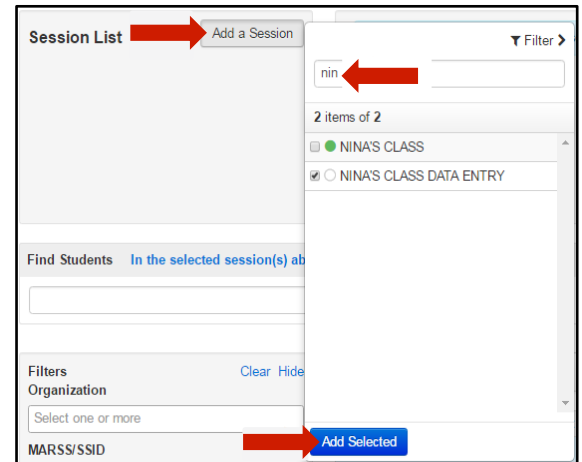 Session List
Add a Session
Filter
nin
2 items of 2
NINA'S CLASS
NINA'S CLASS DATA ENTRY
Find Students In the selected session(s) ab
Filters
Clear Hide
Organization
Select one or more
MARSS/SSID
Add Selected